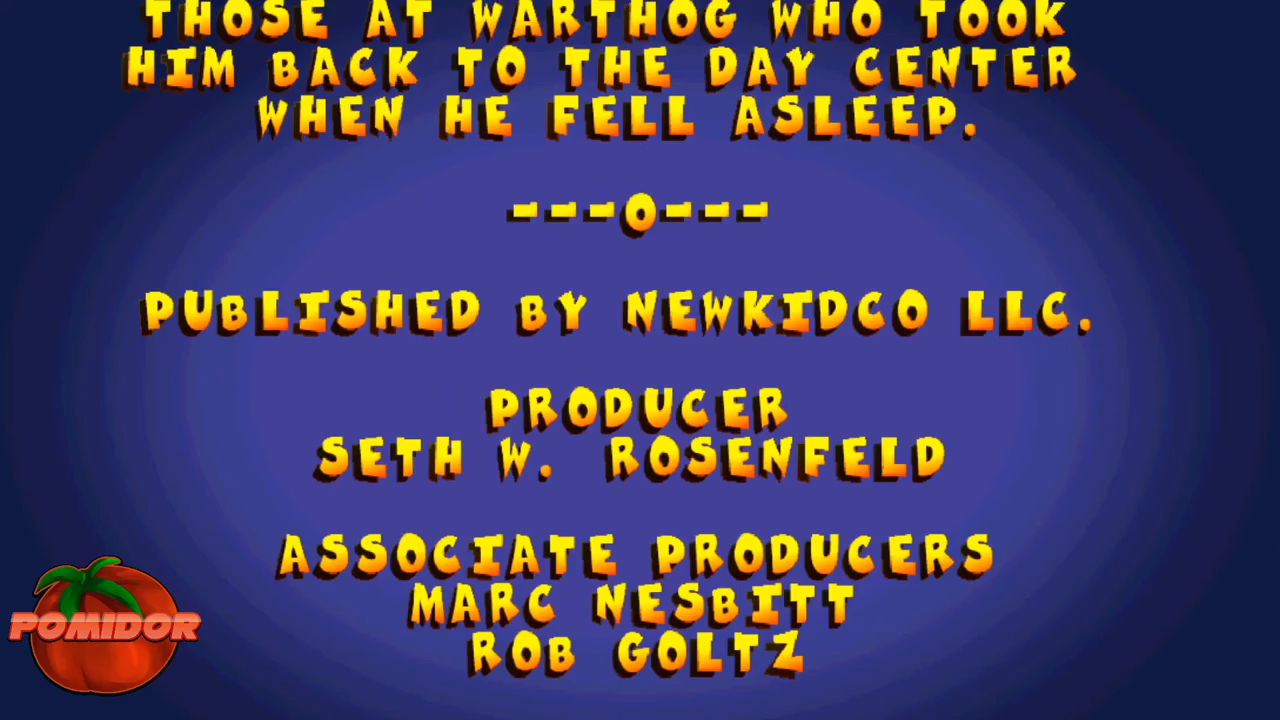 THOSE AT WARTHOG WHO TOOK
HIM BACK TO THE DAY CENTER
WHEN HE FELL ASLEEP.
---O---
PUBLISHED BY NEWKIDCO LLC.
PRODUCER
SETH W. ROSENFELD
ASSOCIATE PRODUCERS
MARC NESBITT
ROB GOLTZ
POMIDOR